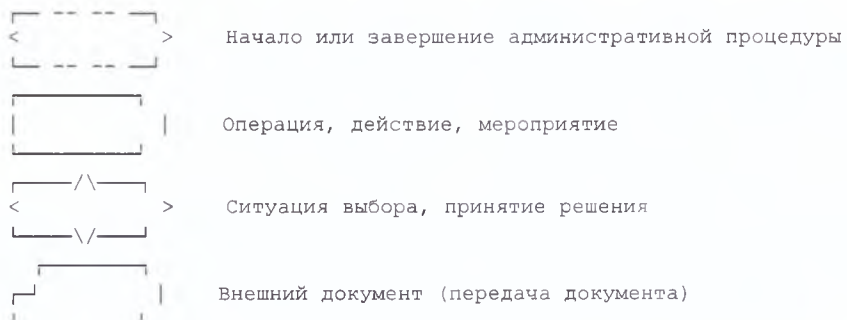 Начало или завершение административной процедуры
Операция, действие, мероприятие
Ситуация выбора, принятие решения
Внешний документ (передача документа)